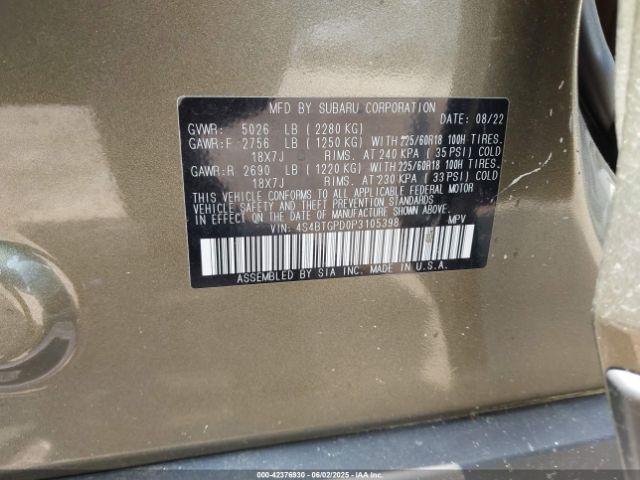 MFD BY SUBARU CORPORATION
DATE: 08/22
GVWR: 5026 LB ( 2280 KG)
GAWR:F 2756 LB ( 1250 KG) WITH 225/60R18 100H TIRES,
18X7J RIMS. AT 240 KPA ( 35 PSI) COLD
GAWR:R 2690 LB ( 1220 KG) WITH 225/60R18 100H TIRES,
18X7J RIMS. AT 230 KPA ( 33 PSI) COLD
THIS VEHICLE CONFORMS TO ALL APPLICABLE FEDERAL MOTOR
VEHICLE SAFETY AND THEFT PREVENTION STANDARDS
IN EFFECT ON THE DATE OF MANUFACTURE SHOWN ABOVE.
VIN: 4S4BTGPD0P3105398 MPV
ASSEMBLED BY SIA INC. MADE IN U.S.A.
000-42376930 - 06/02/2025 - IAAI.COM